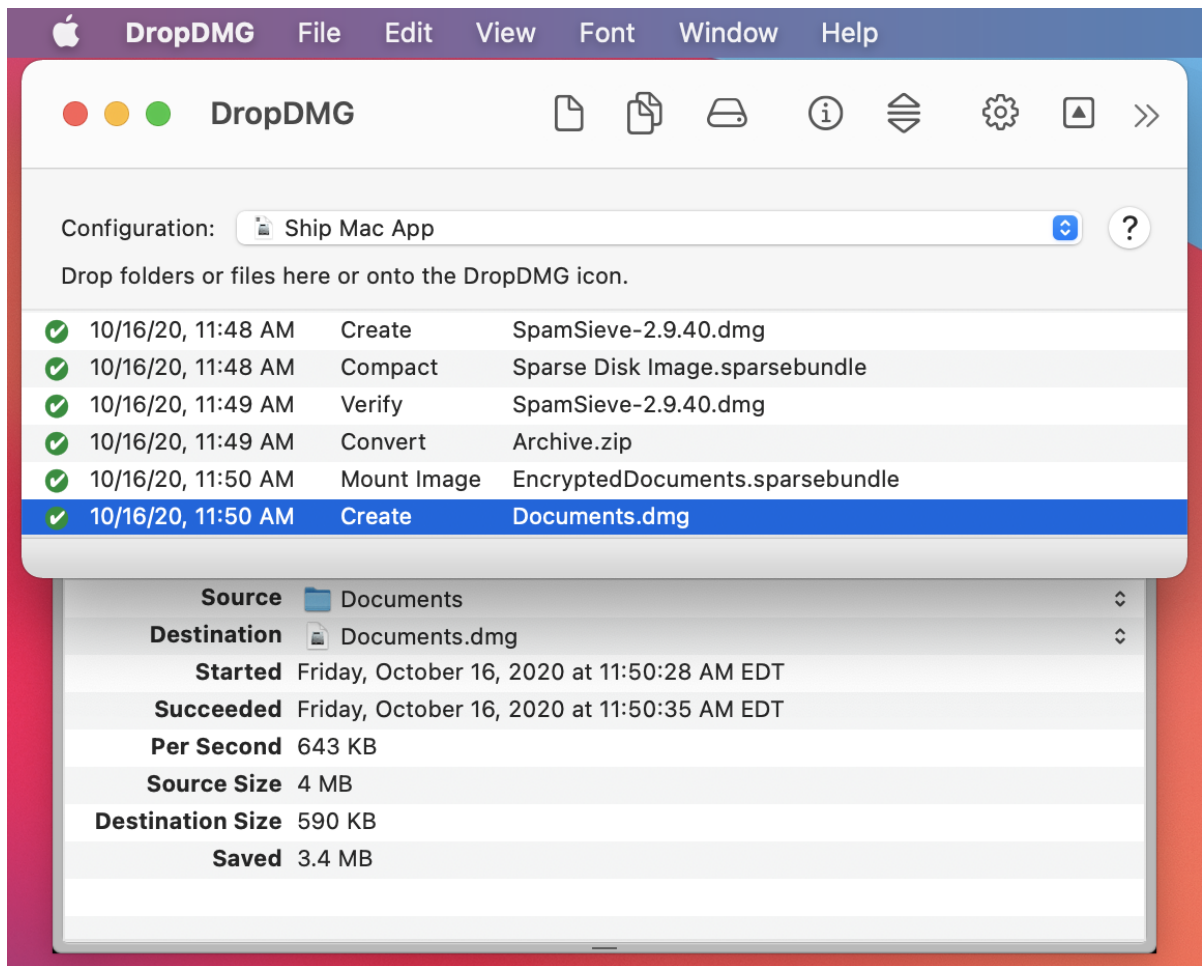 DropDMG File Edit View Font Window Help
DropDMG
Configuration: Ship Mac App ?
Drop folders or files here or onto the DropDMG icon.
10/16/20, 11:48 AM Create SpamSieve-2.9.40.dmg
10/16/20, 11:48 AM Compact Sparse Disk Image.sparsebundle
10/16/20, 11:49 AM Verify SpamSieve-2.9.40.dmg
10/16/20, 11:49 AM Convert Archive.zip
10/16/20, 11:50 AM Mount Image EncryptedDocuments.sparsebundle
10/16/20, 11:50 AM Create Documents.dmg
Source Documents
Destination Documents.dmg
Started Friday, October 16, 2020 at 11:50:28 AM EDT
Succeeded Friday, October 16, 2020 at 11:50:35 AM EDT
Per Second 643 KB
Source Size 4 MB
Destination Size 590 KB
Saved 3.4 MB